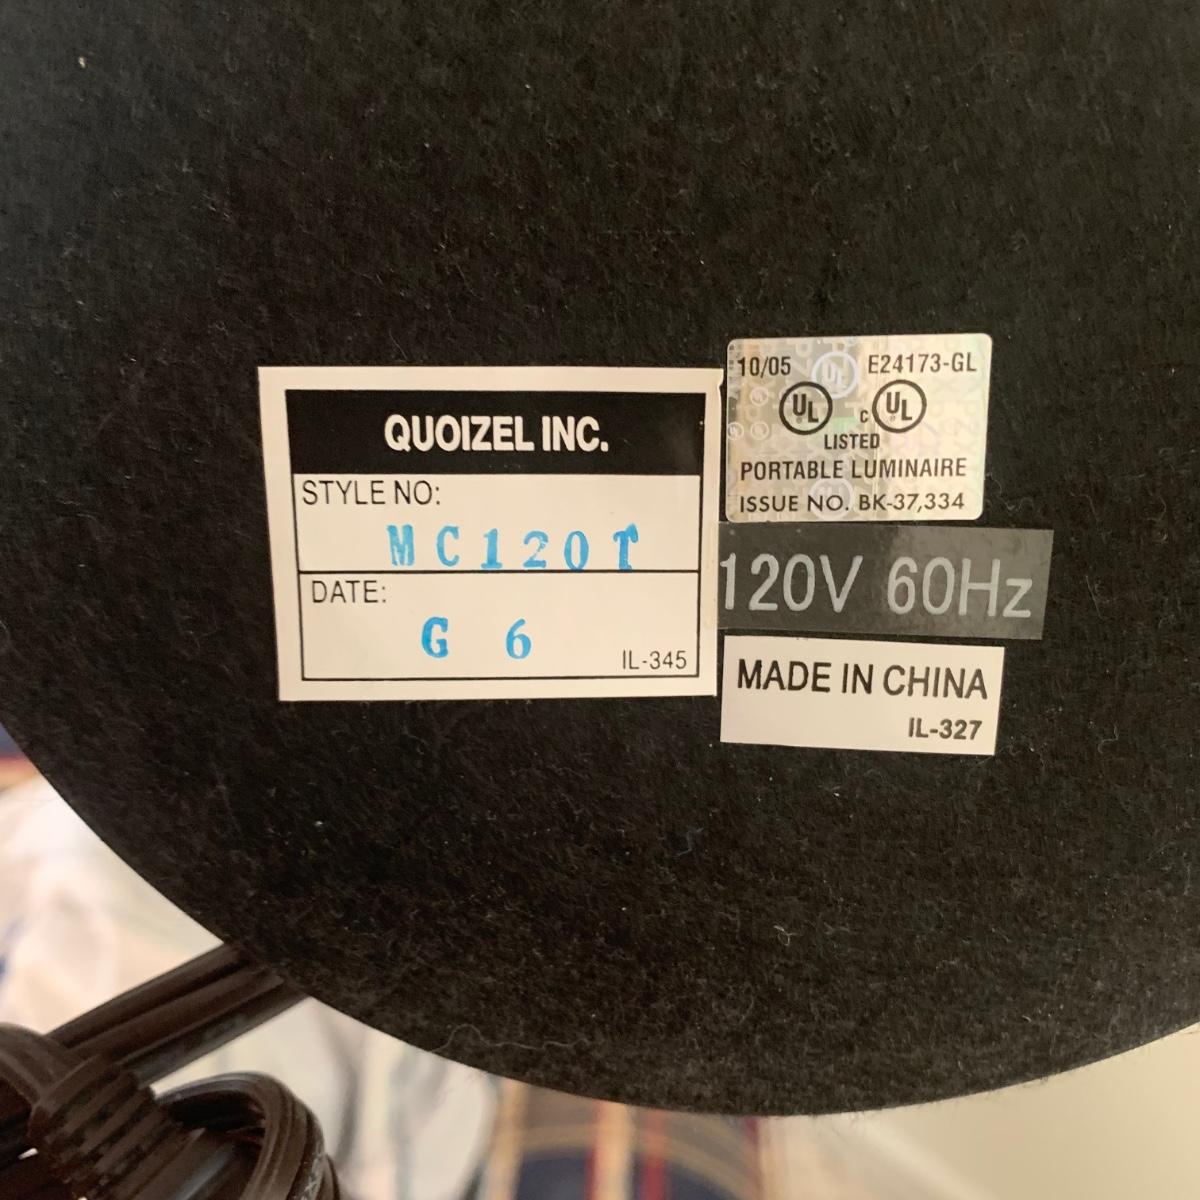 QUOIZEL INC.
STYLE NO:
MC120T
DATE:
G 6
IL-345
10/05 E24173-GL
UL c UL
LISTED
PORTABLE LUMINAIRE
ISSUE NO. BK-37,334
120V 60Hz
MADE IN CHINA
IL-327